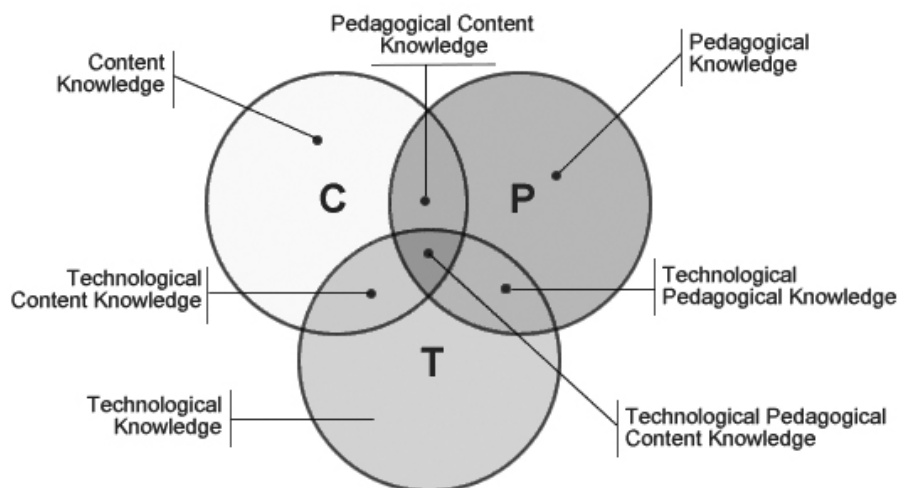 Pedagogical Content
Knowledge
Content
Knowledge
Pedagogical
Knowledge
C
P
Technological
Content Knowledge
Technological
Pedagogical Knowledge
T
Technological
Knowledge
Technological Pedagogical
Content Knowledge